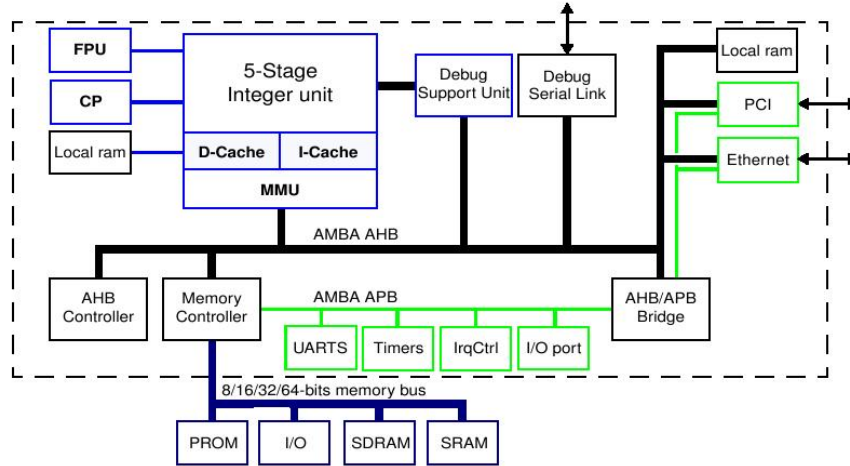 FPU
5-Stage
Integer unit
Debug
Support Unit
Debug
Serial Link
Local ram
CP
PCI
Local ram
D-Cache
I-Cache
Ethernet
MMU
AMBA AHB
AHB
Controller
Memory
Controller
AMBA APB
AHB/APB
Bridge
UARTS
Timers
IrqCtrl
I/O port
8/16/32/64-bits memory bus
PROM
I/O
SDRAM
SRAM